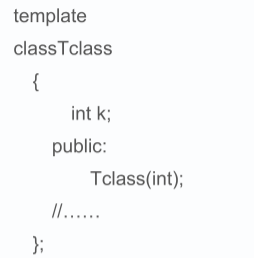 template
classTclass
{
int k;
public:
Tclass(int);
//……
};